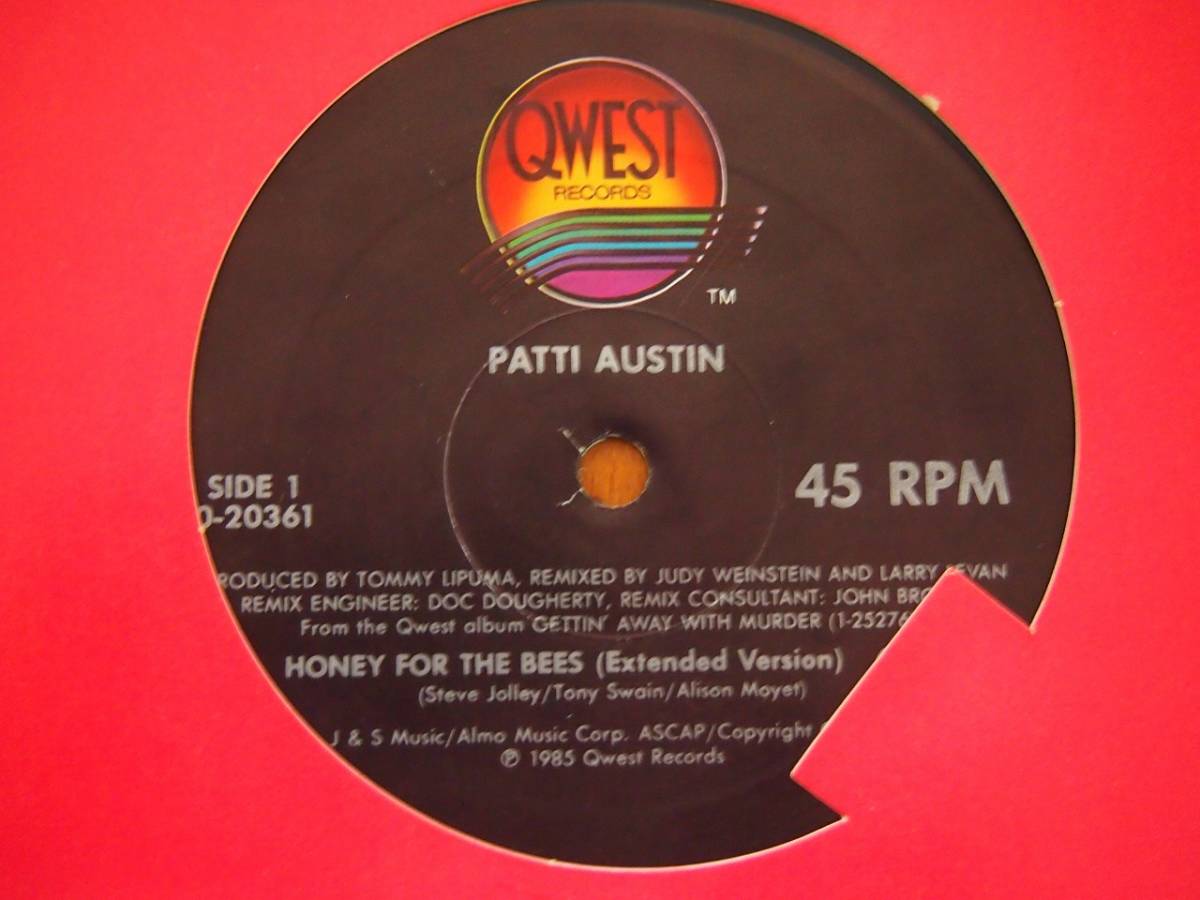 QWEST
RECORDS
TM
PATTI AUSTIN
SIDE 1
0-20361
45 RPM
RODUCED BY TOMMY LIPUMA, REMIXED BY JUDY WEINSTEIN AND LARRY EVAN
REMIX ENGINEER: DOC DOUGHERTY, REMIX CONSULTANT: JOHN BRO
From the Qwest album GETTIN' AWAY WITH MURDER (1-25276
HONEY FOR THE BEES (Extended Version)
(Steve Jolley/Tony Swain/Alison Moyet)
J & S Music/Almo Music Corp. ASCAP/Copyright
℗ 1985 Qwest Records